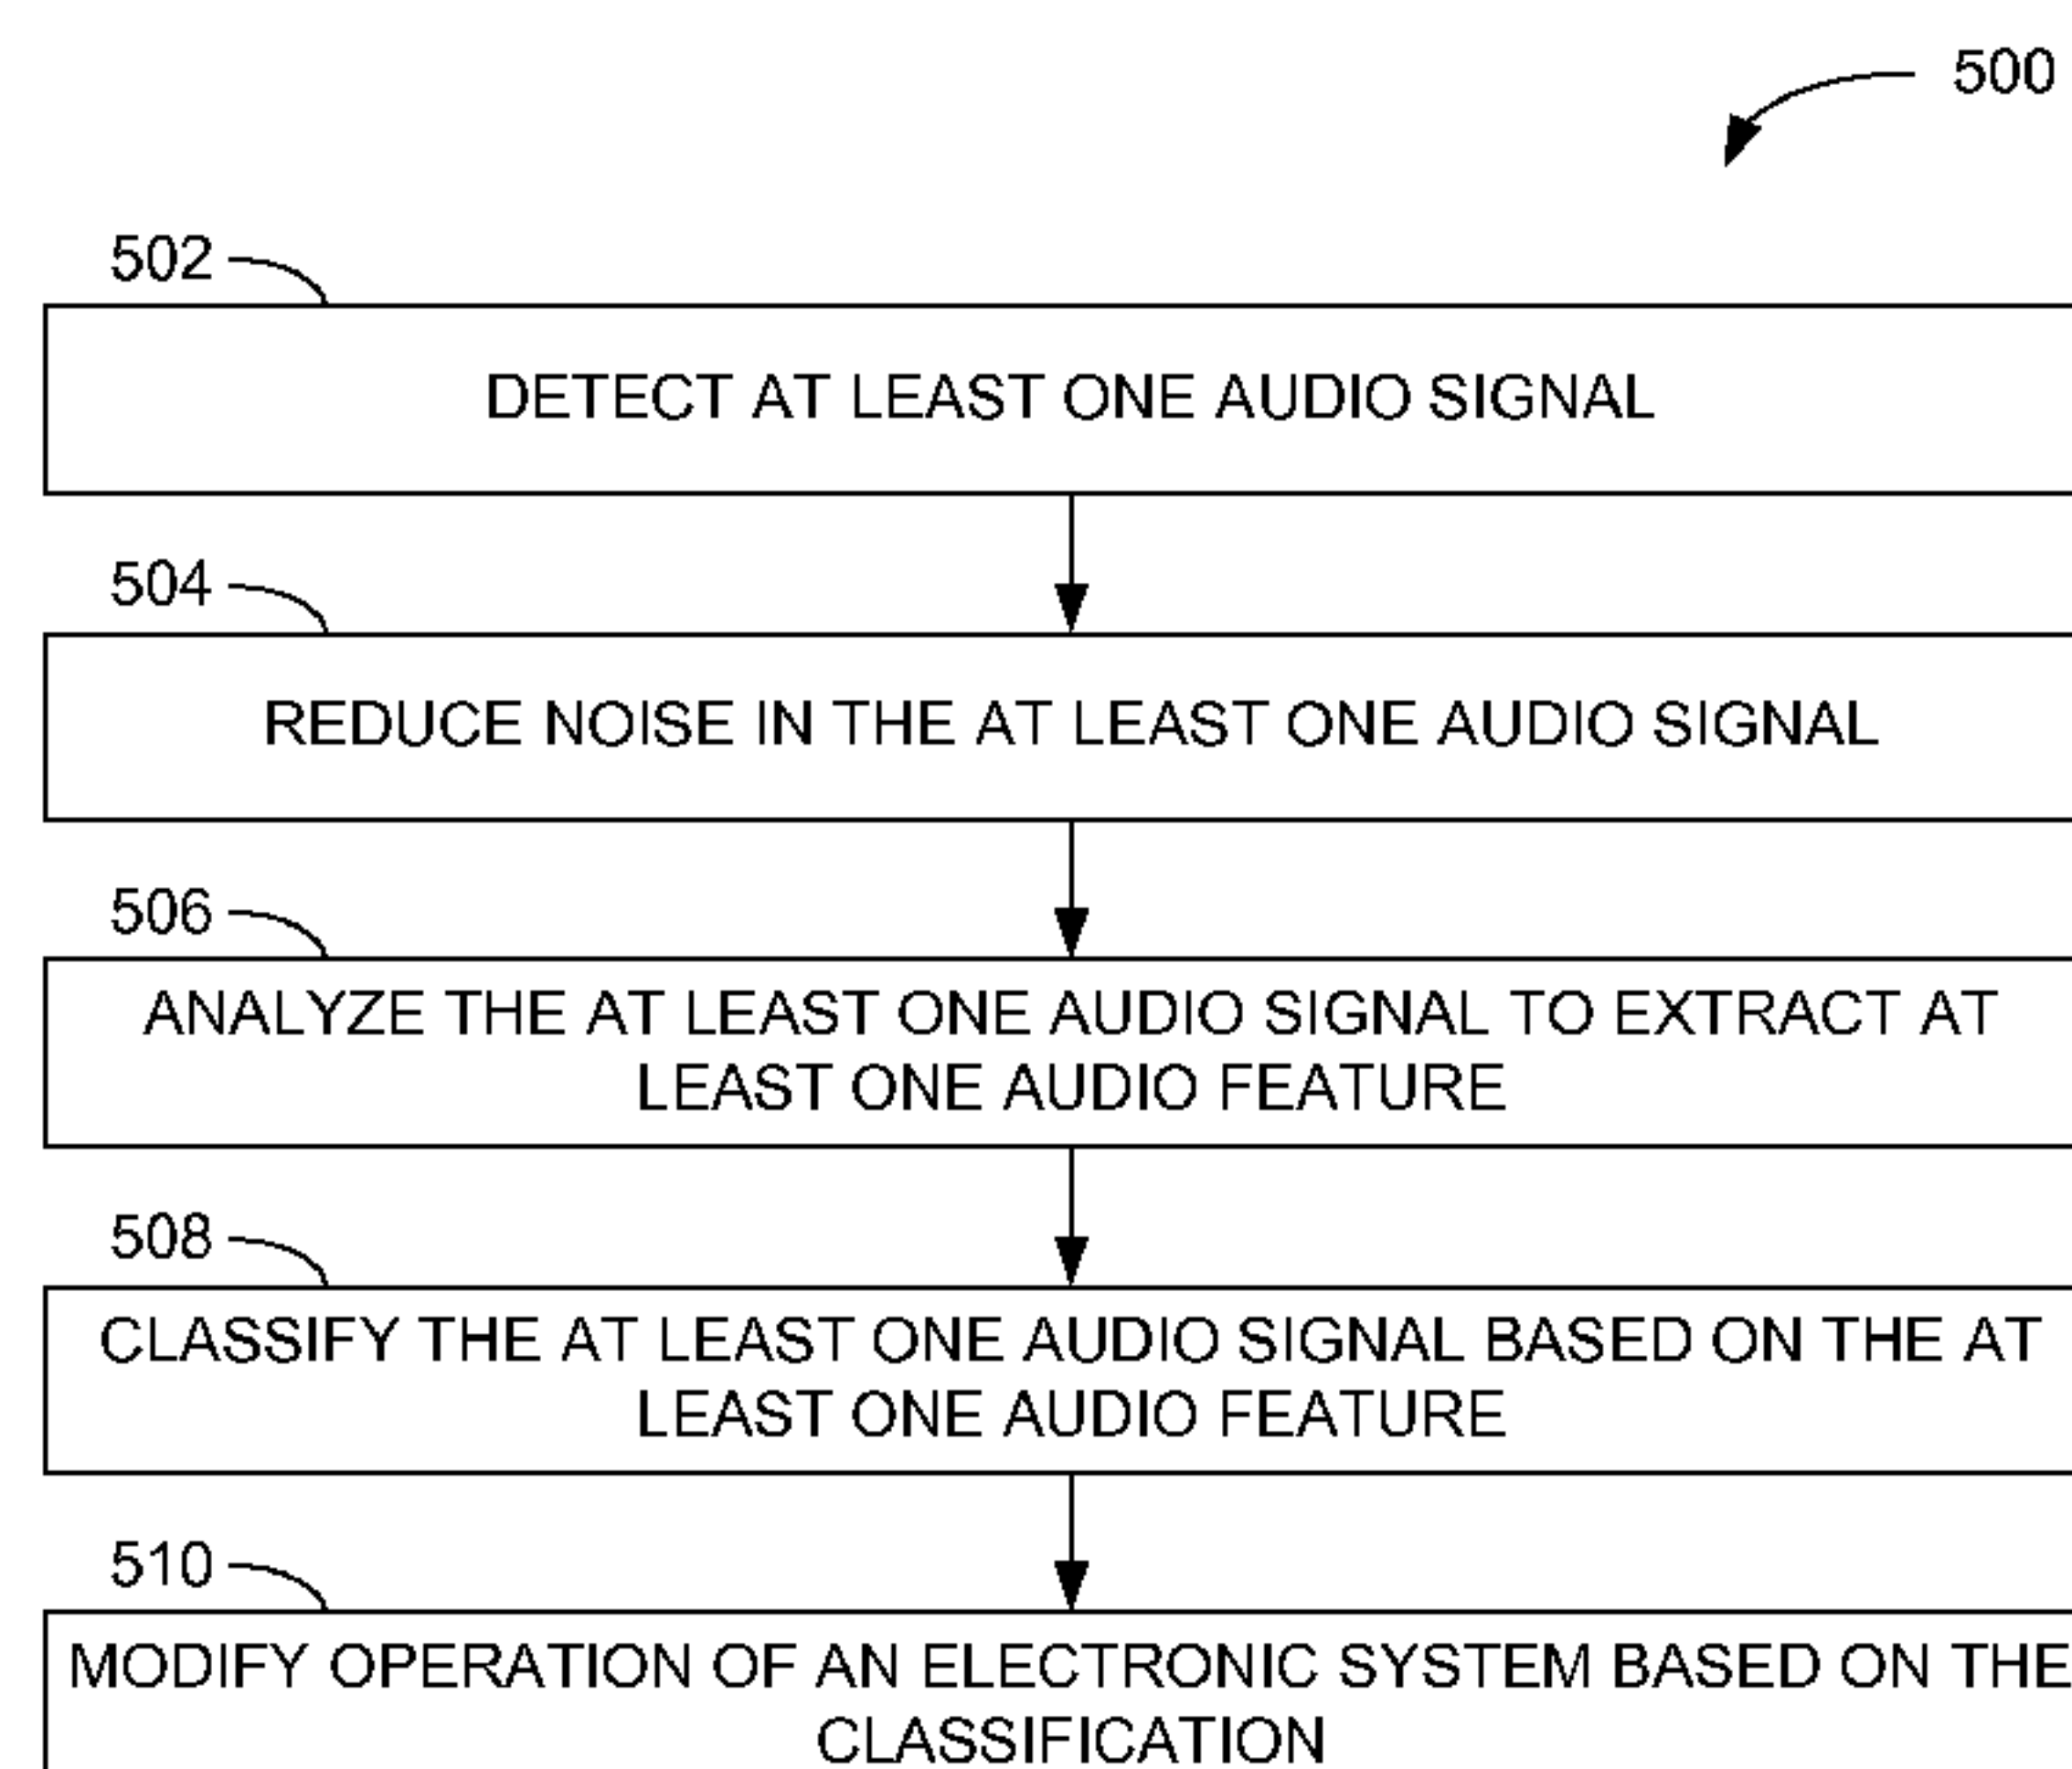 500
502
DETECT AT LEAST ONE AUDIO SIGNAL
504
REDUCE NOISE IN THE AT LEAST ONE AUDIO SIGNAL
506
ANALYZE THE AT LEAST ONE AUDIO SIGNAL TO EXTRACT AT
LEAST ONE AUDIO FEATURE
508
CLASSIFY THE AT LEAST ONE AUDIO SIGNAL BASED ON THE AT
LEAST ONE AUDIO FEATURE
510
MODIFY OPERATION OF AN ELECTRONIC SYSTEM BASED ON THE
CLASSIFICATION